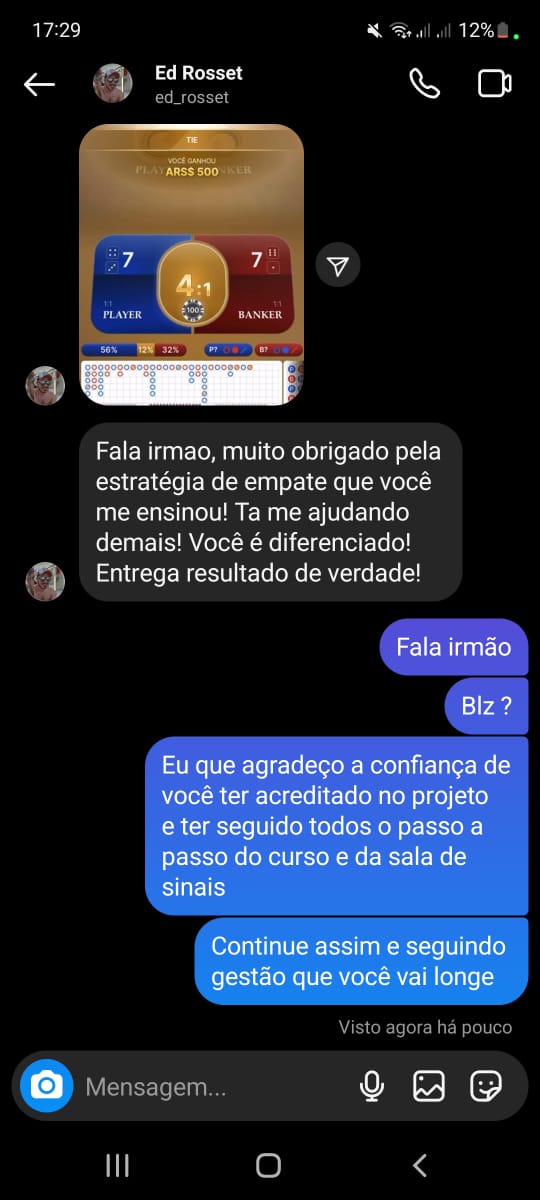 17:29
12%
Ed Rosset
ed_rosset
TIE
VOCÊ GANHOU
PLAYER BANKER
ARS$ 500
7
7
4:1
100
1:1
1:1
PLAYER
BANKER
56%
12%
32%
P?
B?
Fala irmao, muito obrigado pela
estratégia de empate que você
me ensinou! Ta me ajudando
demais! Você é diferenciado!
Entrega resultado de verdade!
Fala irmão
Blz ?
Eu que agradeço a confiança de
você ter acreditado no projeto
e ter seguido todos o passo a
passo do curso e da sala de
sinais
Continue assim e seguindo
gestão que você vai longe
Visto agora há pouco
Mensagem...